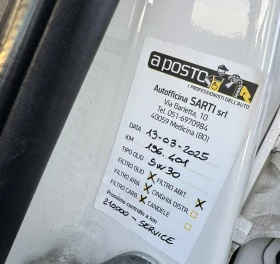 a posto
I PROFESSIONISTI DELL'AUTO
Autofficina SARTI srl
Via Barletta, 10
Tel. 051-6970984
40059 Medicina (BO)
DATA 13-03-2025
KM 196.401
TIPO OLIO 5W30
FILTRO OLIO X FILTRO ABIT. X
FILTRO ARIA X CINGHIA DISTR.
FILTRO CARB. X CANDELE
Prossimo controllo a km
210000 - SERVICE